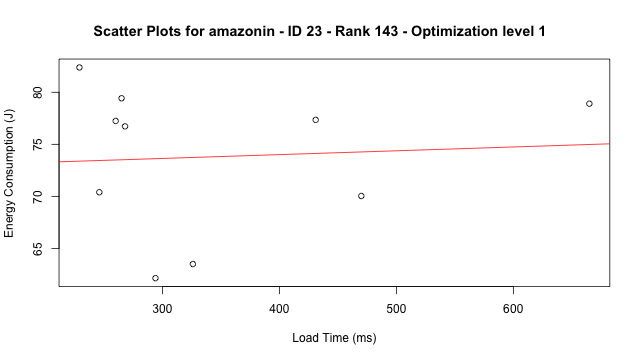 Scatter Plots for amazonin - ID 23 - Rank 143 - Optimization level 1
Energy Consumption (J)
80
75
70
65
300 400 500 600
Load Time (ms)